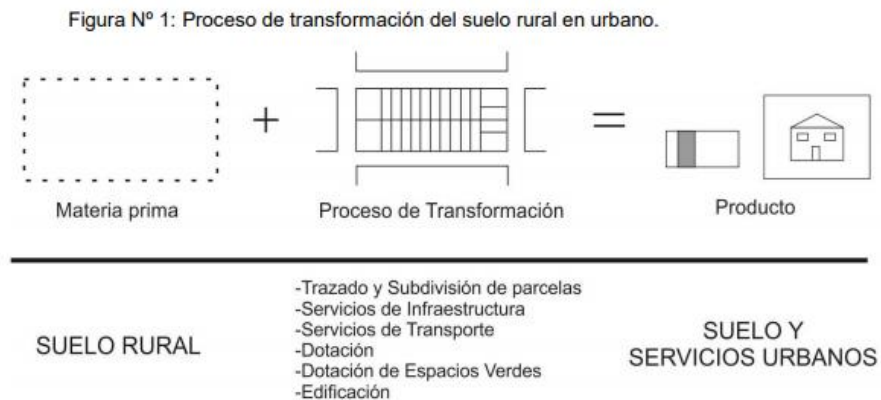 Figura Nº 1: Proceso de transformación del suelo rural en urbano.
+
=
Materia prima
Proceso de Transformación
Producto
SUELO RURAL
-Trazado y Subdivisión de parcelas
-Servicios de Infraestructura
-Servicios de Transporte
-Dotación
-Dotación de Espacios Verdes
-Edificación
SUELO Y
SERVICIOS URBANOS